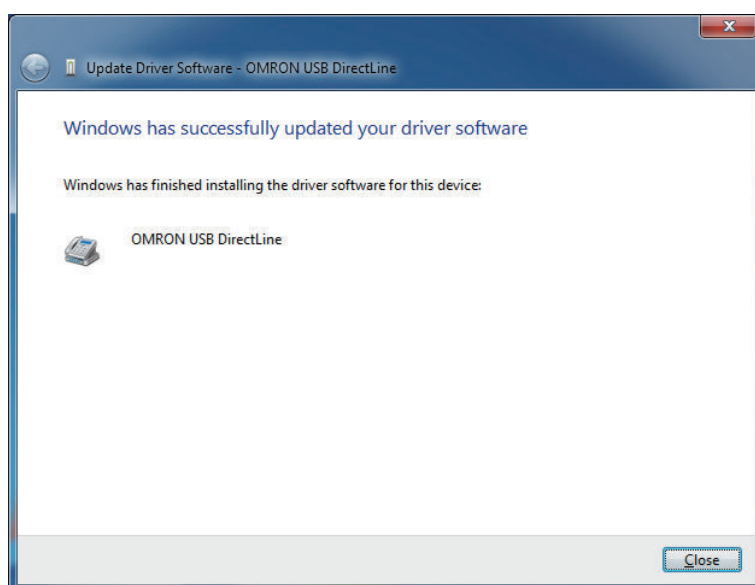 Update Driver Software - OMRON USB DirectLine
Windows has successfully updated your driver software
Windows has finished installing the driver software for this device:
OMRON USB DirectLine
Close